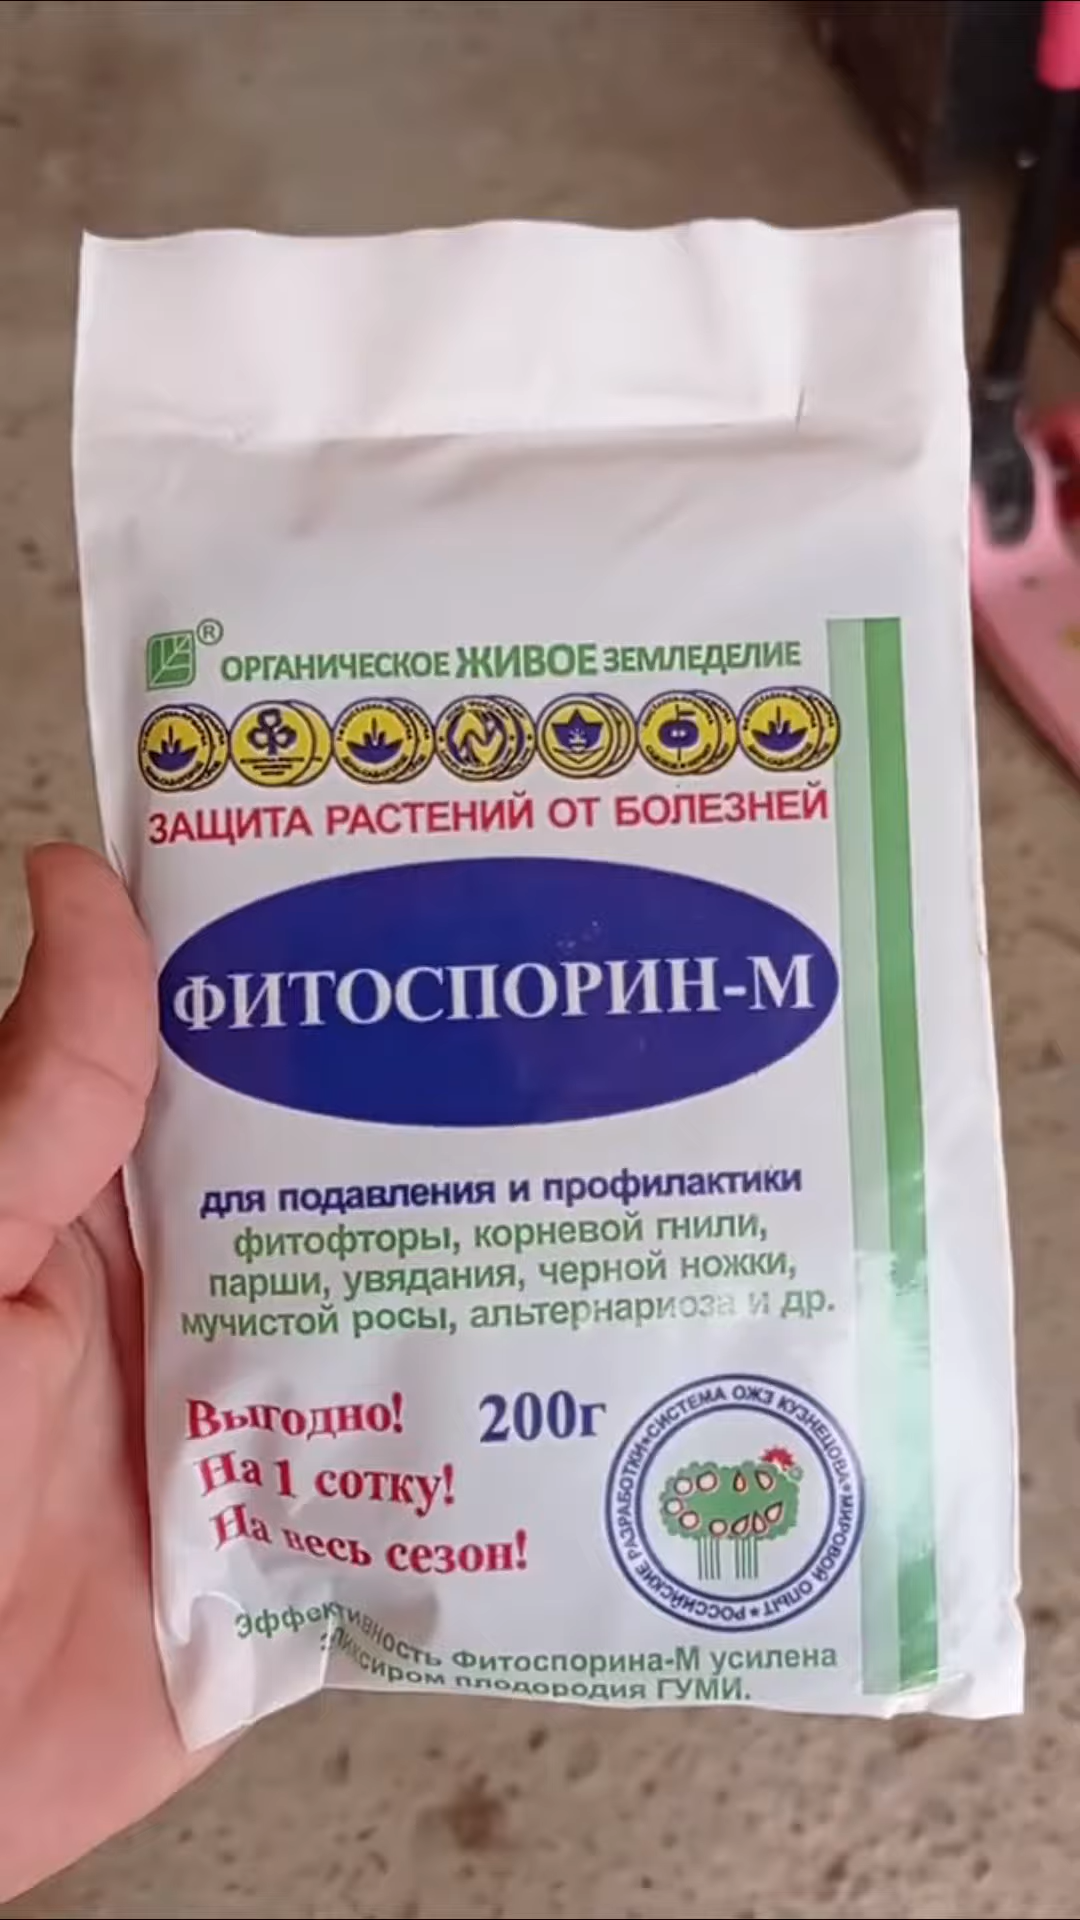 ®
ОРГАНИЧЕСКОЕ ЖИВОЕ ЗЕМЛЕДЕЛИЕ
ЗАЩИТА РАСТЕНИЙ ОТ БОЛЕЗНЕЙ
ФИТОСПОРИН-М
для подавления и профилактики
фитофторы, корневой гнили,
парши, увядания, черной ножки,
мучистой росы, альтернариоза и др.
Выгодно! 200г
На 1 сотку!
На весь сезон!
СИСТЕМА ОЖЗ КУЗНЕЦОВА • МИРОВОЙ ОПЫТ • РОССИЙСКИЕ РАЗРАБОТКИ •
Эффективность Фитоспорина-М усилена
эликсиром плодородия ГУМИ.